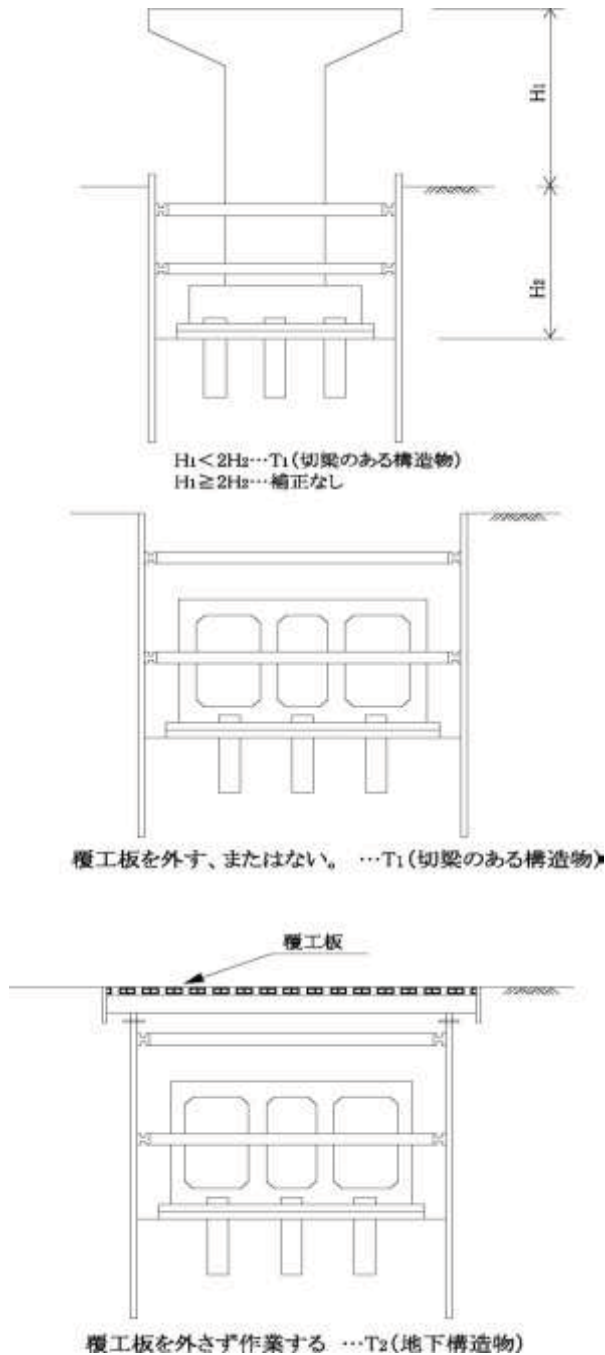 H₁
H₂
H₁<2H₂…T₁(切梁のある構造物)
H₁≧2H₂…補正なし
覆工板を外す、またはない。 …T₁(切梁のある構造物)
覆工板
覆工板を外さず作業する …T₂(地下構造物)